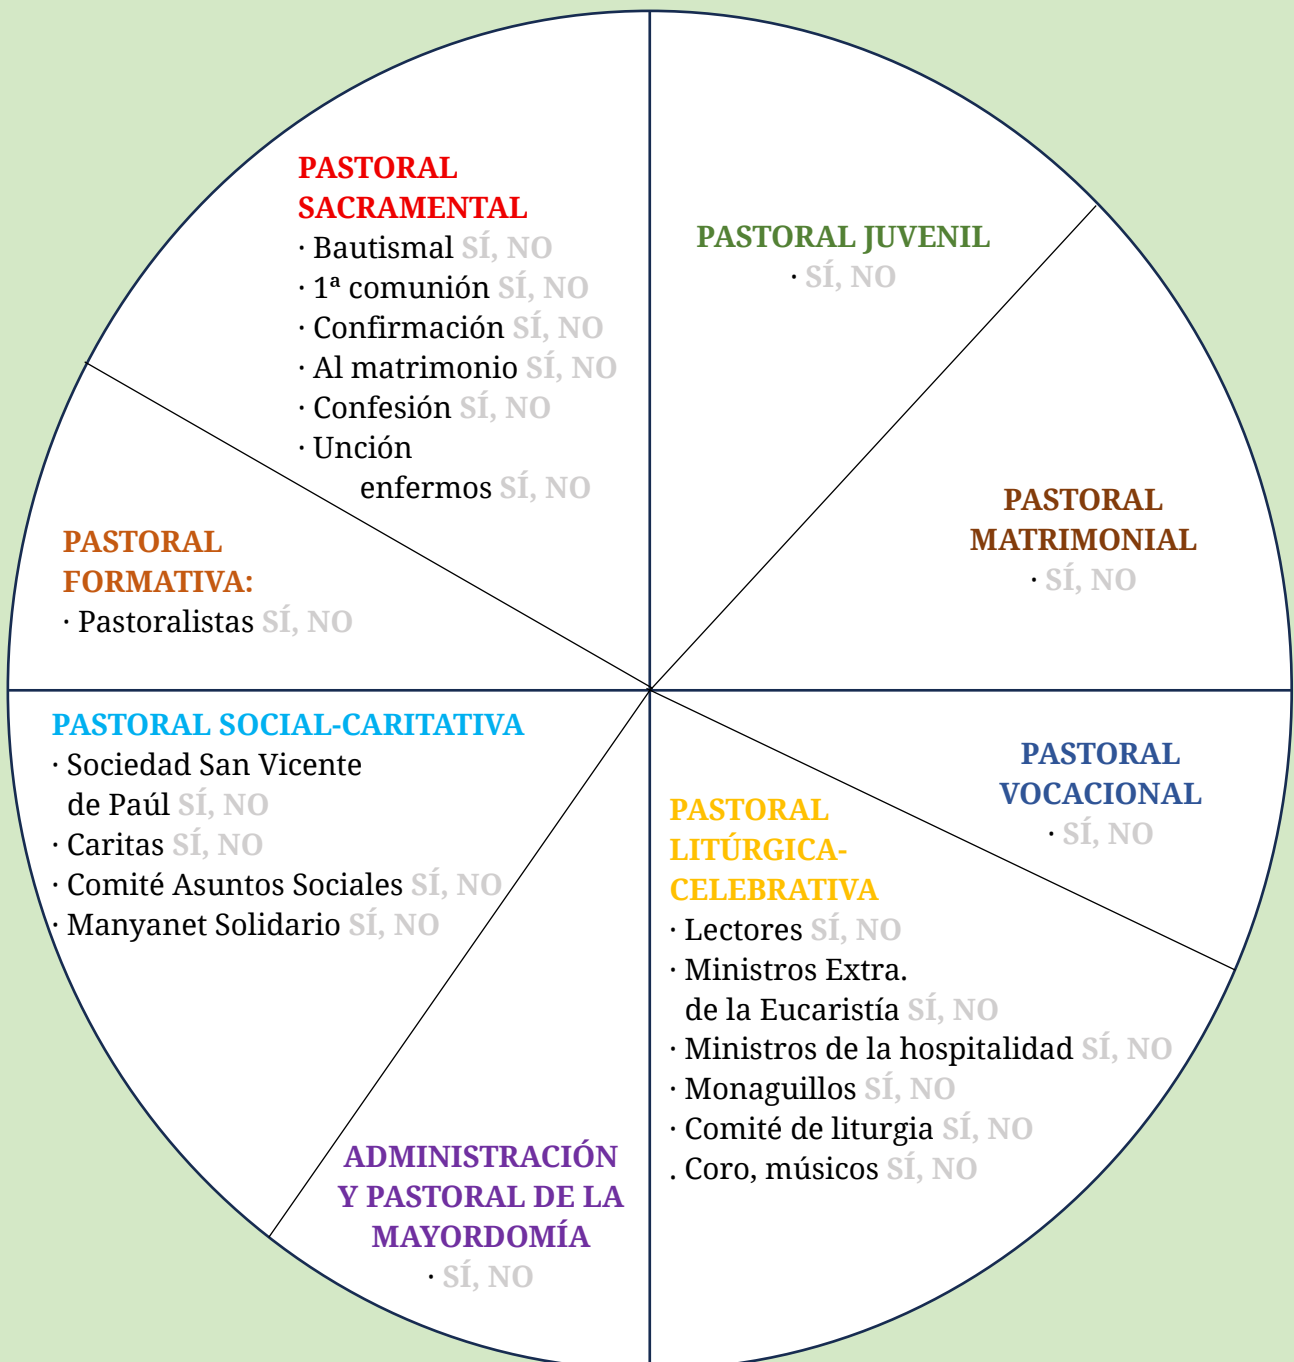 PASTORAL
SACRAMENTAL
· Bautismal SÍ, NO
· 1ª comunión SÍ, NO
· Confirmación SÍ, NO
· Al matrimonio SÍ, NO
· Confesión SÍ, NO
· Unción
enfermos SÍ, NO
PASTORAL JUVENIL
· SÍ, NO
PASTORAL
MATRIMONIAL
· SÍ, NO
PASTORAL
FORMATIVA:
· Pastoralistas SÍ, NO
PASTORAL SOCIAL-CARITATIVA
· Sociedad San Vicente
de Paúl SÍ, NO
· Caritas SÍ, NO
· Comité Asuntos Sociales SÍ, NO
· Manyanet Solidario SÍ, NO
PASTORAL
VOCACIONAL
· SÍ, NO
PASTORAL
LITÚRGICA-
CELEBRATIVA
· Lectores SÍ, NO
· Ministros Extra.
de la Eucaristía SÍ, NO
· Ministros de la hospitalidad SÍ, NO
· Monaguillos SÍ, NO
· Comité de liturgia SÍ, NO
. Coro, músicos SÍ, NO
ADMINISTRACIÓN
Y PASTORAL DE LA
MAYORDOMÍA
· SÍ, NO